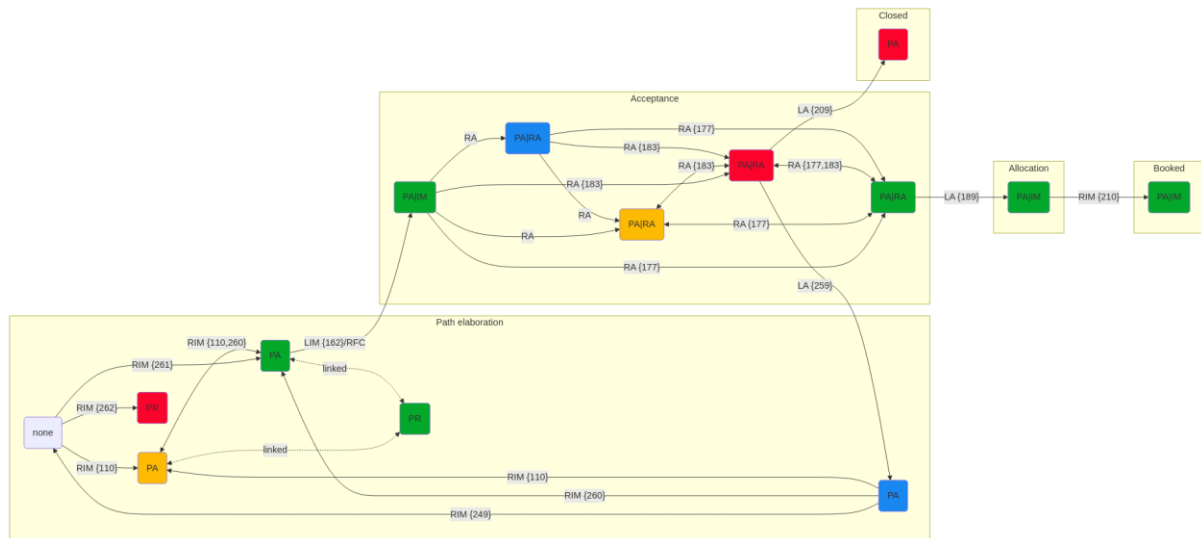 Closed
PA
Acceptance
LA {209}
RA
PA|RA
RA {177}
RA {183}
RA {183}
PA|RA
RA {177,183}
Allocation
Booked
RA {183}
PA|IM
PA|RA
LA {189}
PA|IM
RIM {210}
PA|IM
RA
PA|RA
RA {177}
RA
RA {177}
LA {259}
Path elaboration
RIM {110,260}
LIM {162}/RFC
PA
RIM {261}
linked
RIM {262}
PR
PR
none
linked
RIM {110}
PA
RIM {110}
RIM {260}
PA
RIM {249}